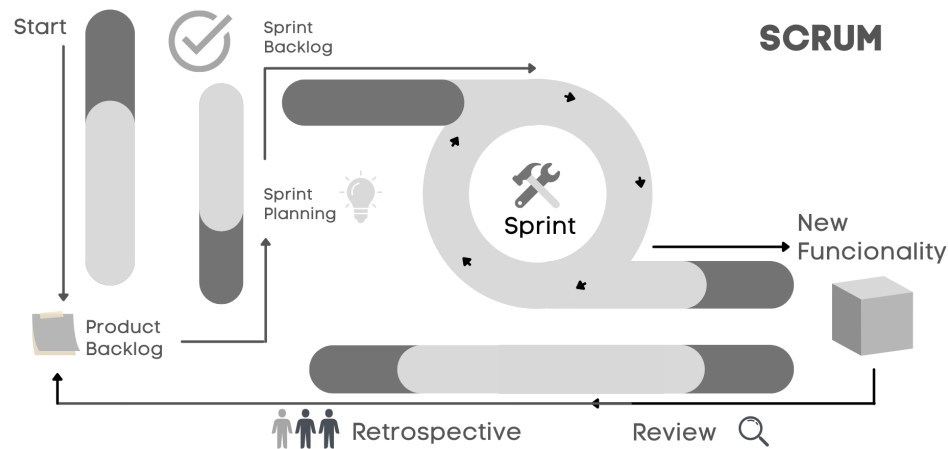 Start
Sprint
Backlog
SCRUM
Sprint
Planning
Sprint
New
Funcionality
Product
Backlog
Retrospective
Review